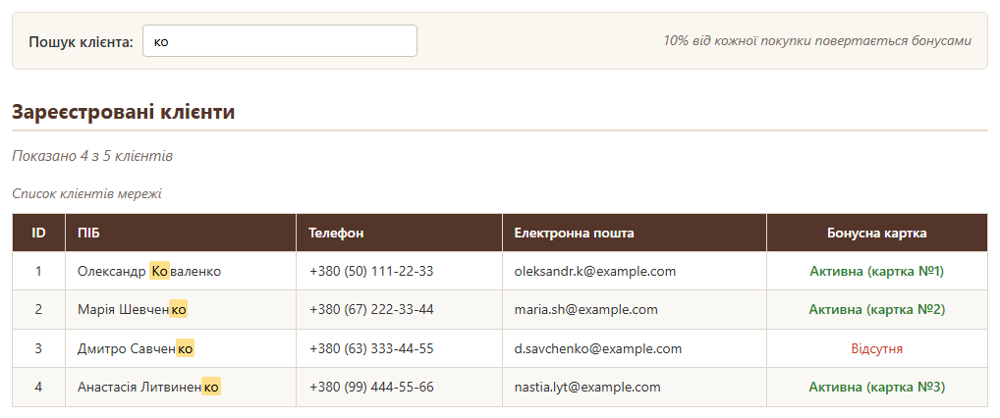 Пошук клієнта: ко 10% від кожної покупки повертається бонусами
Зареєстровані клієнти
Показано 4 з 5 клієнтів
Список клієнтів мережі
ID ПІБ Телефон Електронна пошта Бонусна картка
1 Олександр Коваленко +380 (50) 111-22-33 oleksandr.k@example.com Активна (картка №1)
2 Марія Шевченко +380 (67) 222-33-44 maria.sh@example.com Активна (картка №2)
3 Дмитро Савченко +380 (63) 333-44-55 d.savchenko@example.com Відсутня
4 Анастасія Литвиненко +380 (99) 444-55-66 nastia.lyt@example.com Активна (картка №3)